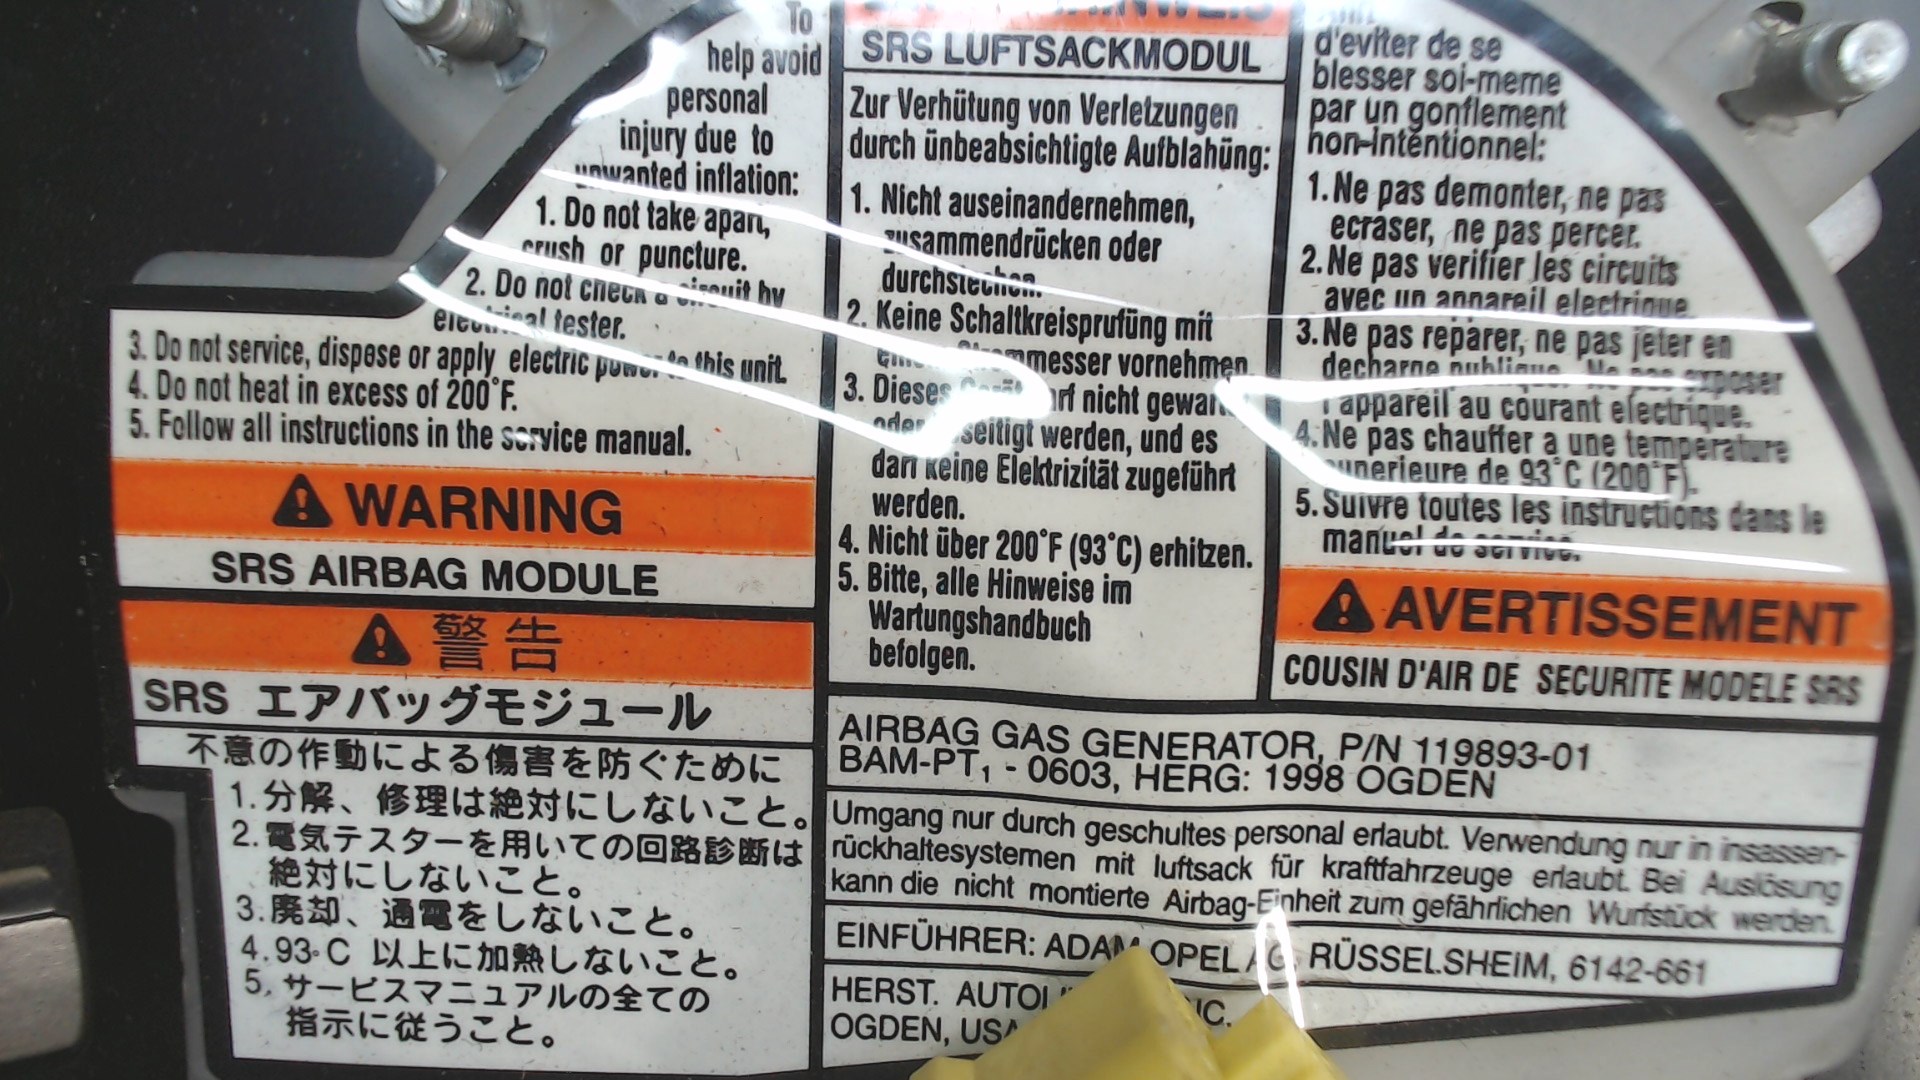 To
help avoid
personal
injury due to
unwanted inflation:
1. Do not take apart,
crush or puncture.
2. Do not check a circuit by
electrical tester.
3. Do not service, dispese or apply electric power to this unit.
4. Do not heat in excess of 200°F.
5. Follow all instructions in the service manual.
WARNING
SRS AIRBAG MODULE
警告
SRS エアバッグモジュール
不意の作動による傷害を防ぐために
1.分解、修理は絶対にしないこと。
2.電気テスターを用いての回路診断は
絶対にしないこと。
3.廃却、通電をしないこと。
4.93°C 以上に加熱しないこと。
5, サービスマニュアルの全ての
指示に従うこと。
SRS LUFTSACKMODUL
Zur Verhütung von Verletzungen
durch ünbeabsichtigte Aufblahüng:
1. Nicht auseinandernehmen,
zusammendrücken oder
durchstechen.
2. Keine Schaltkreisprufüng mit
messer vornehmen.
3. Dieses nicht
werden, und es
darf keine Elektrizität zugeführt
werden.
4. Nicht über 200°F (93°C) erhitzen.
5. Bitte, alle Hinweise im
Wartungshandbuch
befolgen.
d'eviter de se
blesser soi-meme
par un gonflement
non-Intentionnel:
1.Ne pas demonter, ne pas
ecraser, ne pas percer.
2.Ne pas verifier les circuits
avec un appareil electrique.
3.Ne pas reparer, ne pas jeter en
decharge publique. Ne pas exposer
l'appareil au courant electrique.
4.Ne pas chauffer a une temperature
superieure de 93°C (200°F).
5.Suivre toutes les instructions dans le
manuel de service.
AVERTISSEMENT
COUSIN D'AIR DE SECURITE MODELE SRS
AIRBAG GAS GENERATOR, P/N 119893-01
BAM-PT₁ - 0603, HERG: 1998 OGDEN
Umgang nur durch geschultes personal erlaubt. Verwendung nur in insassen-
rückhaltesystemen mit luftsack für kraftfahrzeuge erlaubt. Bei Auslösung
kann die nicht montierte Airbag-Einheit zum gefährlichen Wurfstück werden.
EINFÜHRER: ADAM OPEL AG, RÜSSELSHEIM, 6142-661
HERST.
OGDEN, USA